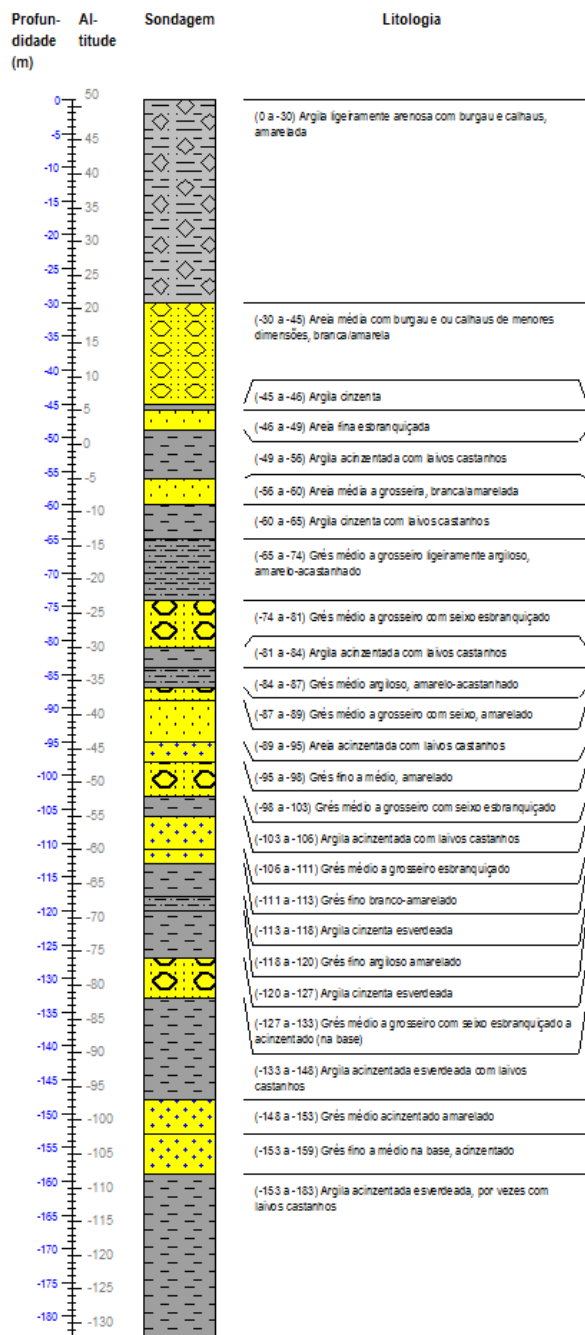 Profun-
didade
(m)
Al-
titude
Sondagem
Litologia
0
-5
-10
-15
-20
-25
-30
-35
-40
-45
-50
-55
-60
-65
-70
-75
-80
-85
-90
-95
-100
-105
-110
-115
-120
-125
-130
-135
-140
-145
-150
-155
-160
-165
-170
-175
-180
50
45
40
35
30
25
20
15
10
5
0
-5
-10
-15
-20
-25
-30
-35
-40
-45
-50
-55
-60
-65
-70
-75
-80
-85
-90
-95
-100
-105
-110
-115
-120
-125
-130
(0 a -30) Argila ligeiramente arenosa com burgau e calhaus,
amarelada
(-30 a -45) Areia média com burgau e ou calhaus de menores
dimensões, branca/amarela
(-45 a -46) Argila cinzenta
(-46 a -49) Areia fina esbranquiçada
(-49 a -56) Argila acinzentada com laivos castanhos
(-56 a -60) Areia média a grosseira, branca/amarelada
(-60 a -65) Argila cinzenta com laivos castanhos
(-65 a -74) Grés médio a grosseiro ligeiramente argiloso,
amarelo-acastanhado
(-74 a -81) Grés médio a grosseiro com seixo esbranquiçado
(-81 a -84) Argila acinzentada com laivos castanhos
(-84 a -87) Grés médio argiloso, amarelo-acastanhado
(-87 a -89) Grés médio a grosseiro com seixo, amarelado
(-89 a -95) Areia acinzentada com laivos castanhos
(-95 a -98) Grés fino a médio, amarelado
(-98 a -103) Grés médio a grosseiro com seixo esbranquiçado
(-103 a -106) Argila acinzentada com laivos castanhos
(-106 a -111) Grés médio a grosseiro esbranquiçado
(-111 a -113) Grés fino branco-amarelado
(-113 a -118) Argila cinzenta esverdeada
(-118 a -120) Grés fino argiloso amarelado
(-120 a -127) Argila cinzenta esverdeada
(-127 a -133) Grés médio a grosseiro com seixo esbranquiçado a
acinzentado (na base)
(-133 a -148) Argila acinzentada esverdeada com laivos
castanhos
(-148 a -153) Grés médio acinzentado amarelado
(-153 a -159) Grés fino a médio na base, acinzentado
(-153 a -183) Argila acinzentada esverdeada, por vezes com
laivos castanhos